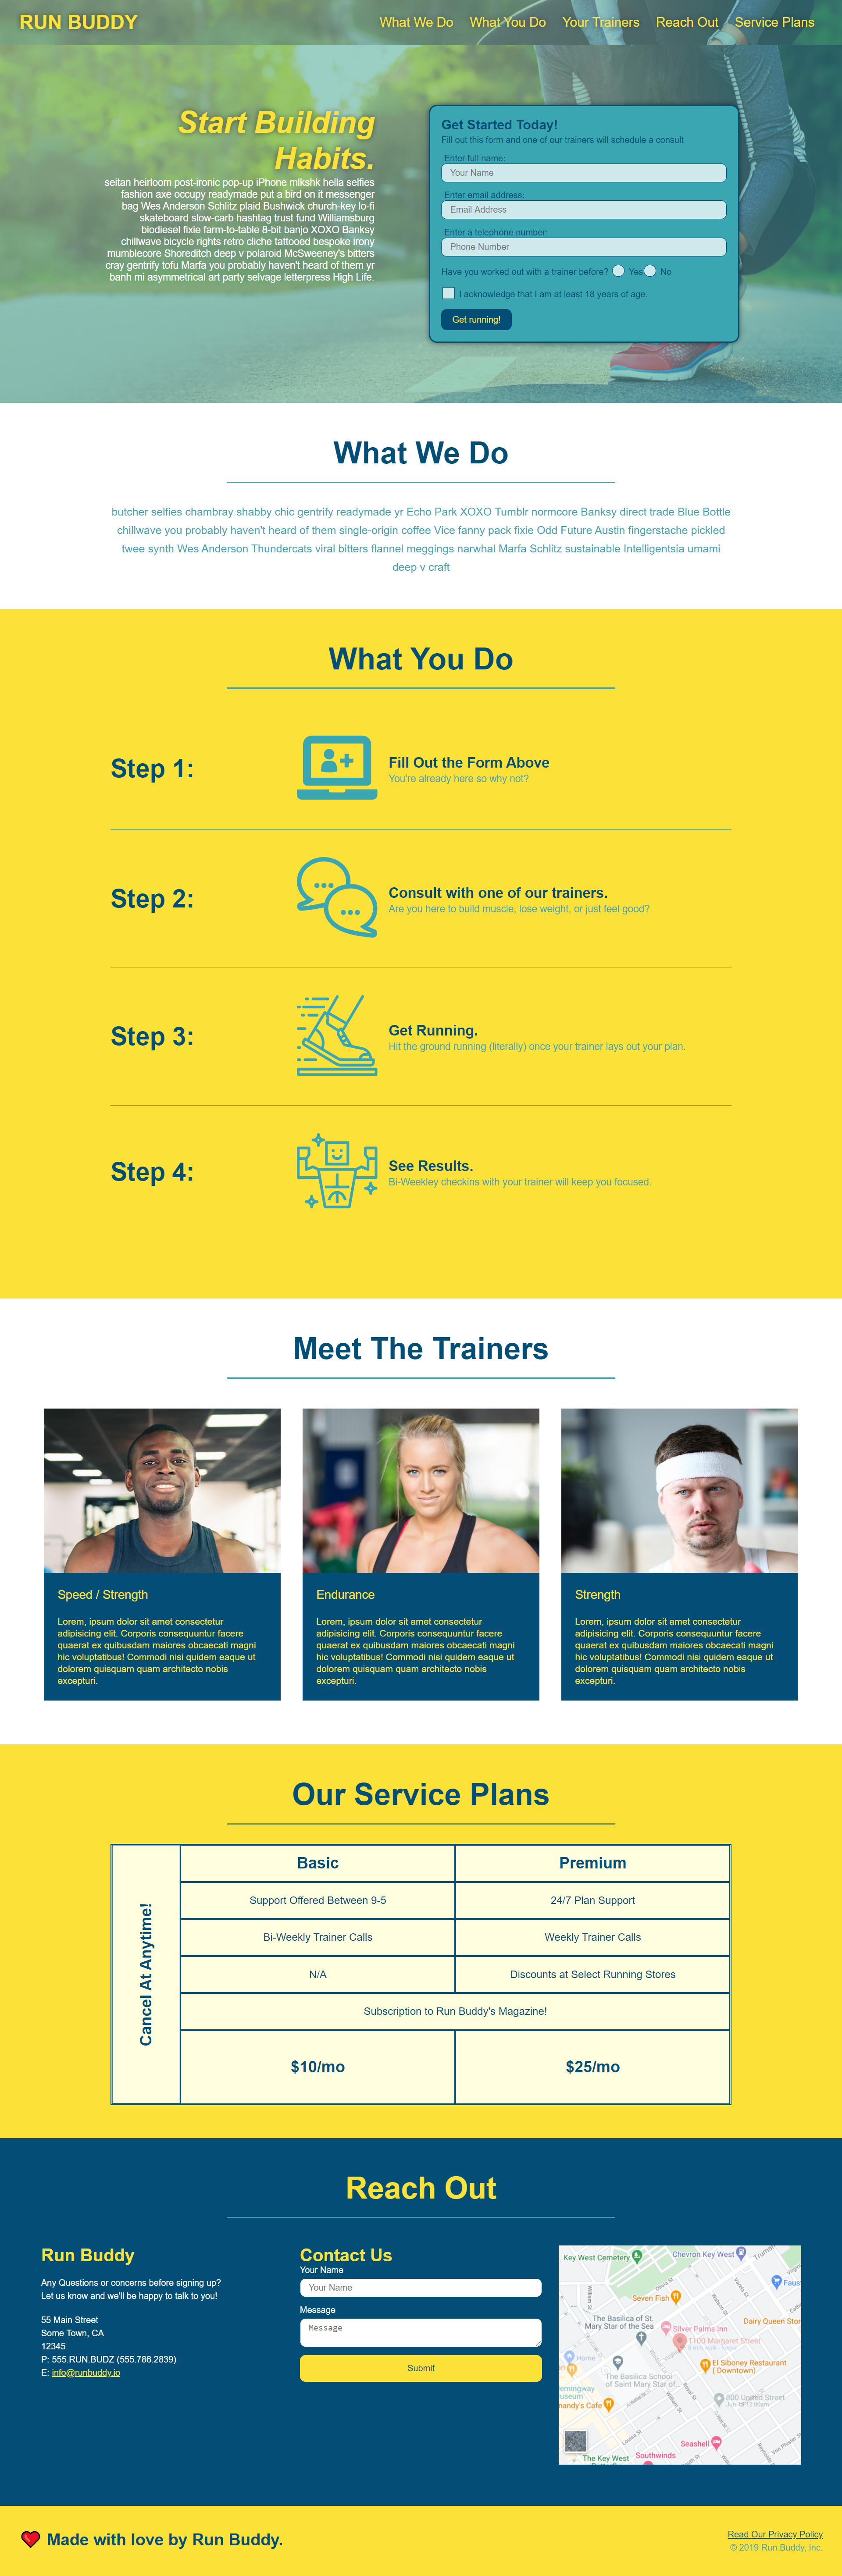 RUN BUDDY
What We Do What You Do Your Trainers Reach Out Service Plans
Start Building
Habits.
seitan heirloom post-ironic pop-up iPhone mlkshk hella selfies
fashion axe occupy readymade put a bird on it messenger
bag Wes Anderson Schlitz plaid Bushwick church-key lo-fi
skateboard slow-carb hashtag trust fund Williamsburg
biodiesel fixie farm-to-table 8-bit banjo XOXO Banksy
chillwave bicycle rights retro cliche tattooed bespoke irony
mumblecore Shoreditch deep v polaroid McSweeney's bitters
cray gentrify tofu Marfa you probably haven't heard of them yr
banh mi asymmetrical art party selvage letterpress High Life.
Get Started Today!
Fill out this form and one of our trainers will schedule a consult
Enter full name:
Your Name
Enter email address:
Email Address
Enter a telephone number:
Phone Number
Have you worked out with a trainer before? Yes No
I acknowledge that I am at least 18 years of age.
Get running!
What We Do
butcher selfies chambray shabby chic gentrify readymade yr Echo Park XOXO Tumblr normcore Banksy direct trade Blue Bottle
chillwave you probably haven't heard of them single-origin coffee Vice fanny pack fixie Odd Future Austin fingerstache pickled
twee synth Wes Anderson Thundercats viral bitters flannel meggings narwhal Marfa Schlitz sustainable Intelligentsia umami
deep v craft
What You Do
Step 1:
Fill Out the Form Above
You're already here so why not?
Step 2:
Consult with one of our trainers.
Are you here to build muscle, lose weight, or just feel good?
Step 3:
Get Running.
Hit the ground running (literally) once your trainer lays out your plan.
Step 4:
See Results.
Bi-Weekley checkins with your trainer will keep you focused.
Meet The Trainers
Speed / Strength
Lorem, ipsum dolor sit amet consectetur
adipisicing elit. Corporis consequuntur facere
quaerat ex quibusdam maiores obcaecati magni
hic voluptatibus! Commodi nisi quidem eaque ut
dolorem quisquam quam architecto nobis
excepturi.
Endurance
Lorem, ipsum dolor sit amet consectetur
adipisicing elit. Corporis consequuntur facere
quaerat ex quibusdam maiores obcaecati magni
hic voluptatibus! Commodi nisi quidem eaque ut
dolorem quisquam quam architecto nobis
excepturi.
Strength
Lorem, ipsum dolor sit amet consectetur
adipisicing elit. Corporis consequuntur facere
quaerat ex quibusdam maiores obcaecati magni
hic voluptatibus! Commodi nisi quidem eaque ut
dolorem quisquam quam architecto nobis
excepturi.
Our Service Plans
Cancel At Anytime!
Basic Premium
Support Offered Between 9-5 24/7 Plan Support
Bi-Weekly Trainer Calls Weekly Trainer Calls
N/A Discounts at Select Running Stores
Subscription to Run Buddy's Magazine!
$10/mo $25/mo
Reach Out
Run Buddy
Any Questions or concerns before signing up?
Let us know and we'll be happy to talk to you!
55 Main Street
Some Town, CA
12345
P: 555.RUN.BUDZ (555.786.2839)
E: info@runbuddy.io
Contact Us
Your Name
Your Name
Message
Message
Submit
Key West Cemetery
Chevron Key West
Seven Fish
The Basilica of St.
Mary Star of the Sea
Dairy Queen Stor
Silver Palms Inn
1100 Margaret Street
Home
El Siboney Restaurant
(Downtown)
The Basilica School
of Saint Mary Star of...
800 United Street
mandy's Cafe
Seashell
Southwinds
The Key West
Made with love by Run Buddy.
Read Our Privacy Policy
© 2019 Run Buddy, Inc.